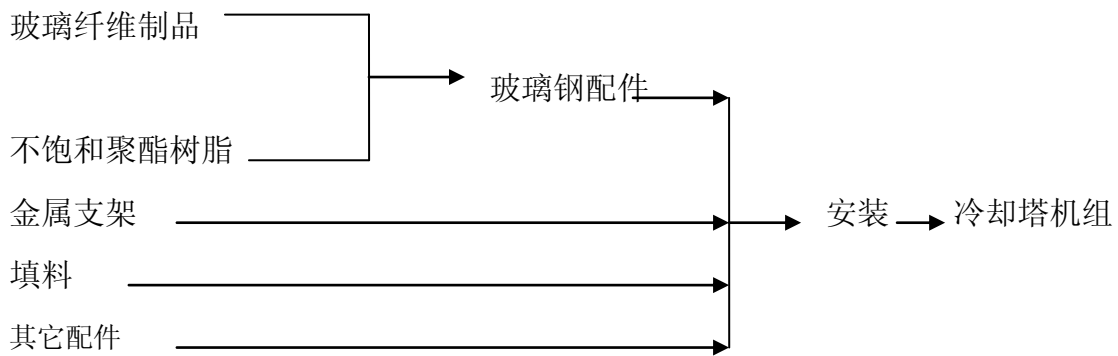 玻璃纤维制品
玻璃钢配件
不饱和聚酯树脂
金属支架
安装
冷却塔机组
填料
其它配件